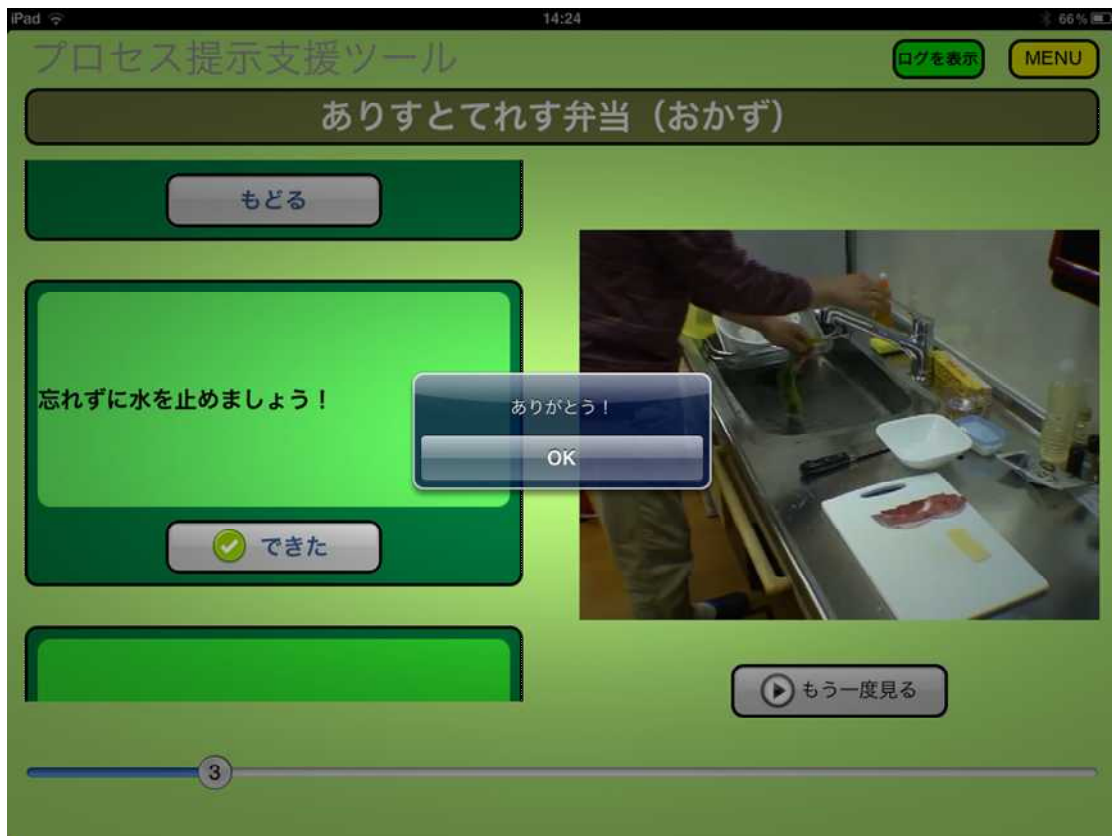 iPad 14:24 66%
プロセス提示支援ツール
ログを表示
MENU
ありすとてれす弁当（おかず）
もどる
忘れずに水を止めましょう！
ありがとう！
OK
できた
もう一度見る
3